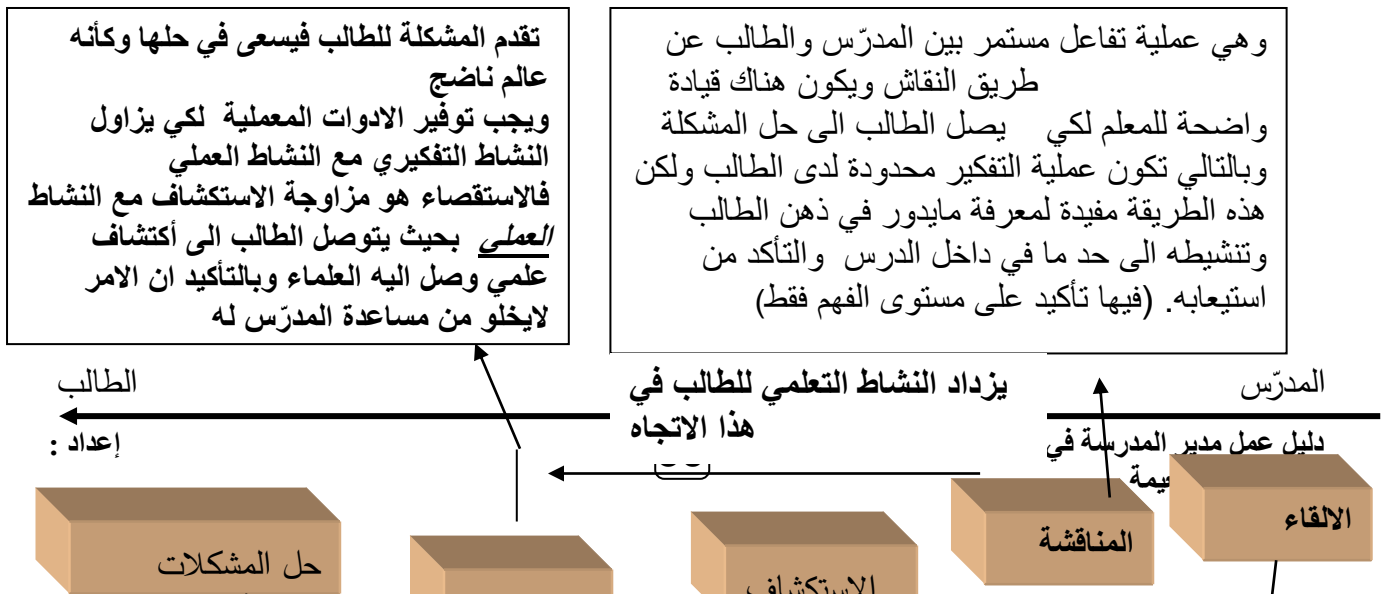 وهي عملية تفاعل مستمر بين المدرّس والطالب عن
طريق النقاش ويكون هناك قيادة
واضحة للمعلم لكي يصل الطالب الى حل المشكلة
وبالتالي تكون عملية التفكير محدودة لدى الطالب ولكن
هذه الطريقة مفيدة لمعرفة مايدور في ذهن الطالب
وتنشيطه الى حد ما في داخل الدرس والتأكد من
استيعابه. (فيها تأكيد على مستوى الفهم فقط)
تقدم المشكلة للطالب فيسعى في حلها وكأنه
عالم ناضج
ويجب توفير الادوات المعملية لكي يزاول
النشاط التفكيري مع النشاط العملي
فالاستقصاء هو مزاوجة الاستكشاف مع النشاط
العملي بحيث يتوصل الطالب الى أكتشاف
علمي وصل اليه العلماء وبالتأكيد ان الامر
لايخلو من مساعدة المدرّس له
المدرّس
يزداد النشاط التعلمي للطالب في
هذا الاتجاه
الطالب
دليل عمل مدير المدرسة في
إعداد :
الالقاء
المناقشة
الاستكشاف
حل المشكلات